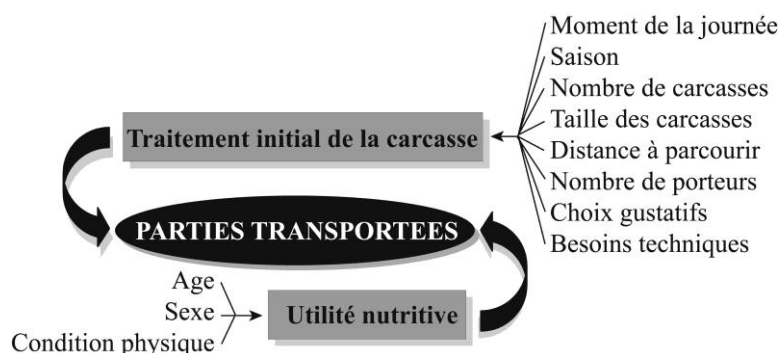 Moment de la journée
Saison
Nombre de carcasses
Taille des carcasses
Distance à parcourir
Nombre de porteurs
Choix gustatifs
Besoins techniques
Traitement initial de la carcasse
PARTIES TRANSPORTEES
Age
Sexe
Condition physique
Utilité nutritive